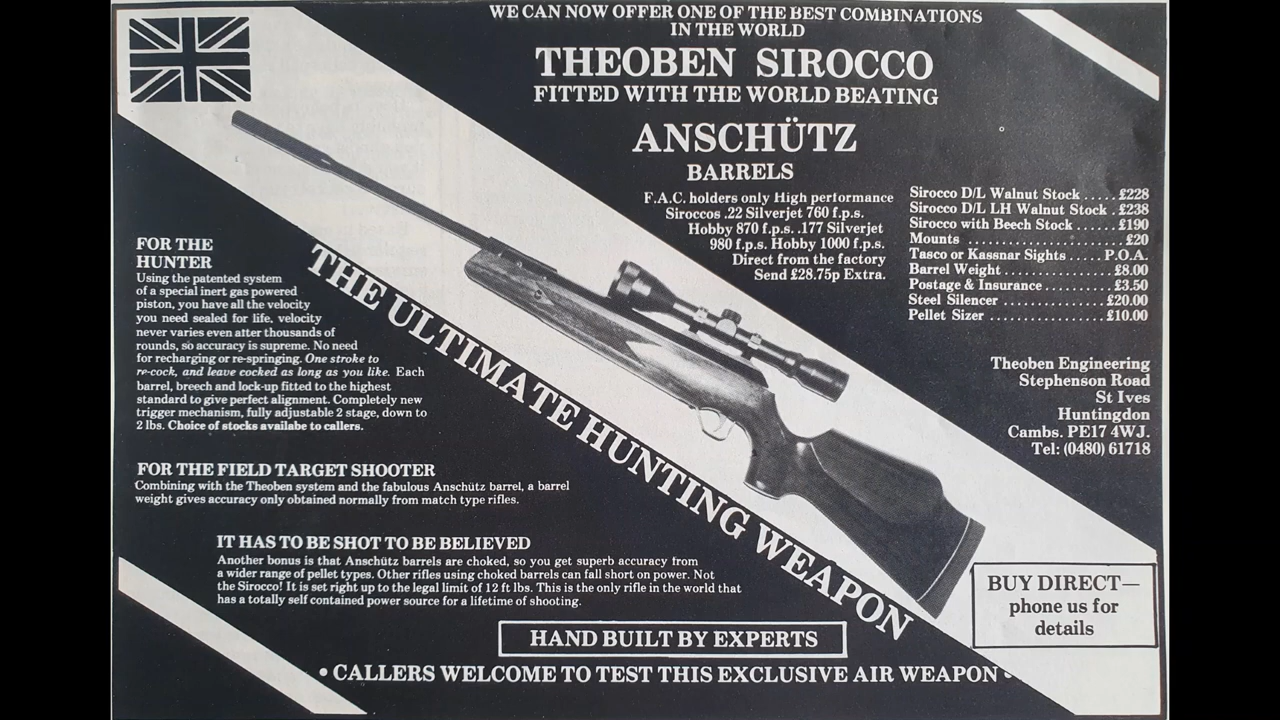 WE CAN NOW OFFER ONE OF THE BEST COMBINATIONS
IN THE WORLD
THEOBEN SIROCCO
FITTED WITH THE WORLD BEATING
ANSCHÜTZ
BARRELS
F.A.C. holders only High performance
Siroccos .22 Silverjet 760 f.p.s.
Hobby 870 f.p.s. .177 Silverjet
980 f.p.s. Hobby 1000 f.p.s.
Direct from the factory
Send £28.75p Extra.
Sirocco D/L Walnut Stock ..... £228
Sirocco D/L LH Walnut Stock . £238
Sirocco with Beech Stock ...... £190
Mounts .................... £20
Tasco or Kassnar Sights ..... P.O.A.
Barrel Weight .............. £8.00
Postage & Insurance ......... £3.50
Steel Silencer .............. £20.00
Pellet Sizer ................ £10.00
FOR THE
HUNTER
Using the patented system
of a special inert gas powered
piston, you have all the velocity
you need sealed for life, velocity
never varies even after thousands of
rounds, so accuracy is supreme. No need
for recharging or re-springing. One stroke to
re-cock, and leave cocked as long as you like. Each
barrel, breech and lock-up fitted to the highest
standard to give perfect alignment. Completely new
trigger mechanism, fully adjustable 2 stage, down to
2 lbs. Choice of stocks availabe to callers.
THE ULTIMATE HUNTING WEAPON
Theoben Engineering
Stephenson Road
St Ives
Huntingdon
Cambs. PE17 4WJ.
Tel: (0480) 61718
FOR THE FIELD TARGET SHOOTER
Combining with the Theoben system and the fabulous Anschütz barrel, a barrel
weight gives accuracy only obtained normally from match type rifles.
IT HAS TO BE SHOT TO BE BELIEVED
Another bonus is that Anschütz barrels are choked, so you get superb accuracy from
a wider range of pellet types. Other rifles using choked barrels can fall short on power. Not
the Sirocco! It is set right up to the legal limit of 12 ft lbs. This is the only rifle in the world that
has a totally self contained power source for a lifetime of shooting.
BUY DIRECT—
phone us for
details
HAND BUILT BY EXPERTS
• CALLERS WELCOME TO TEST THIS EXCLUSIVE AIR WEAPON •